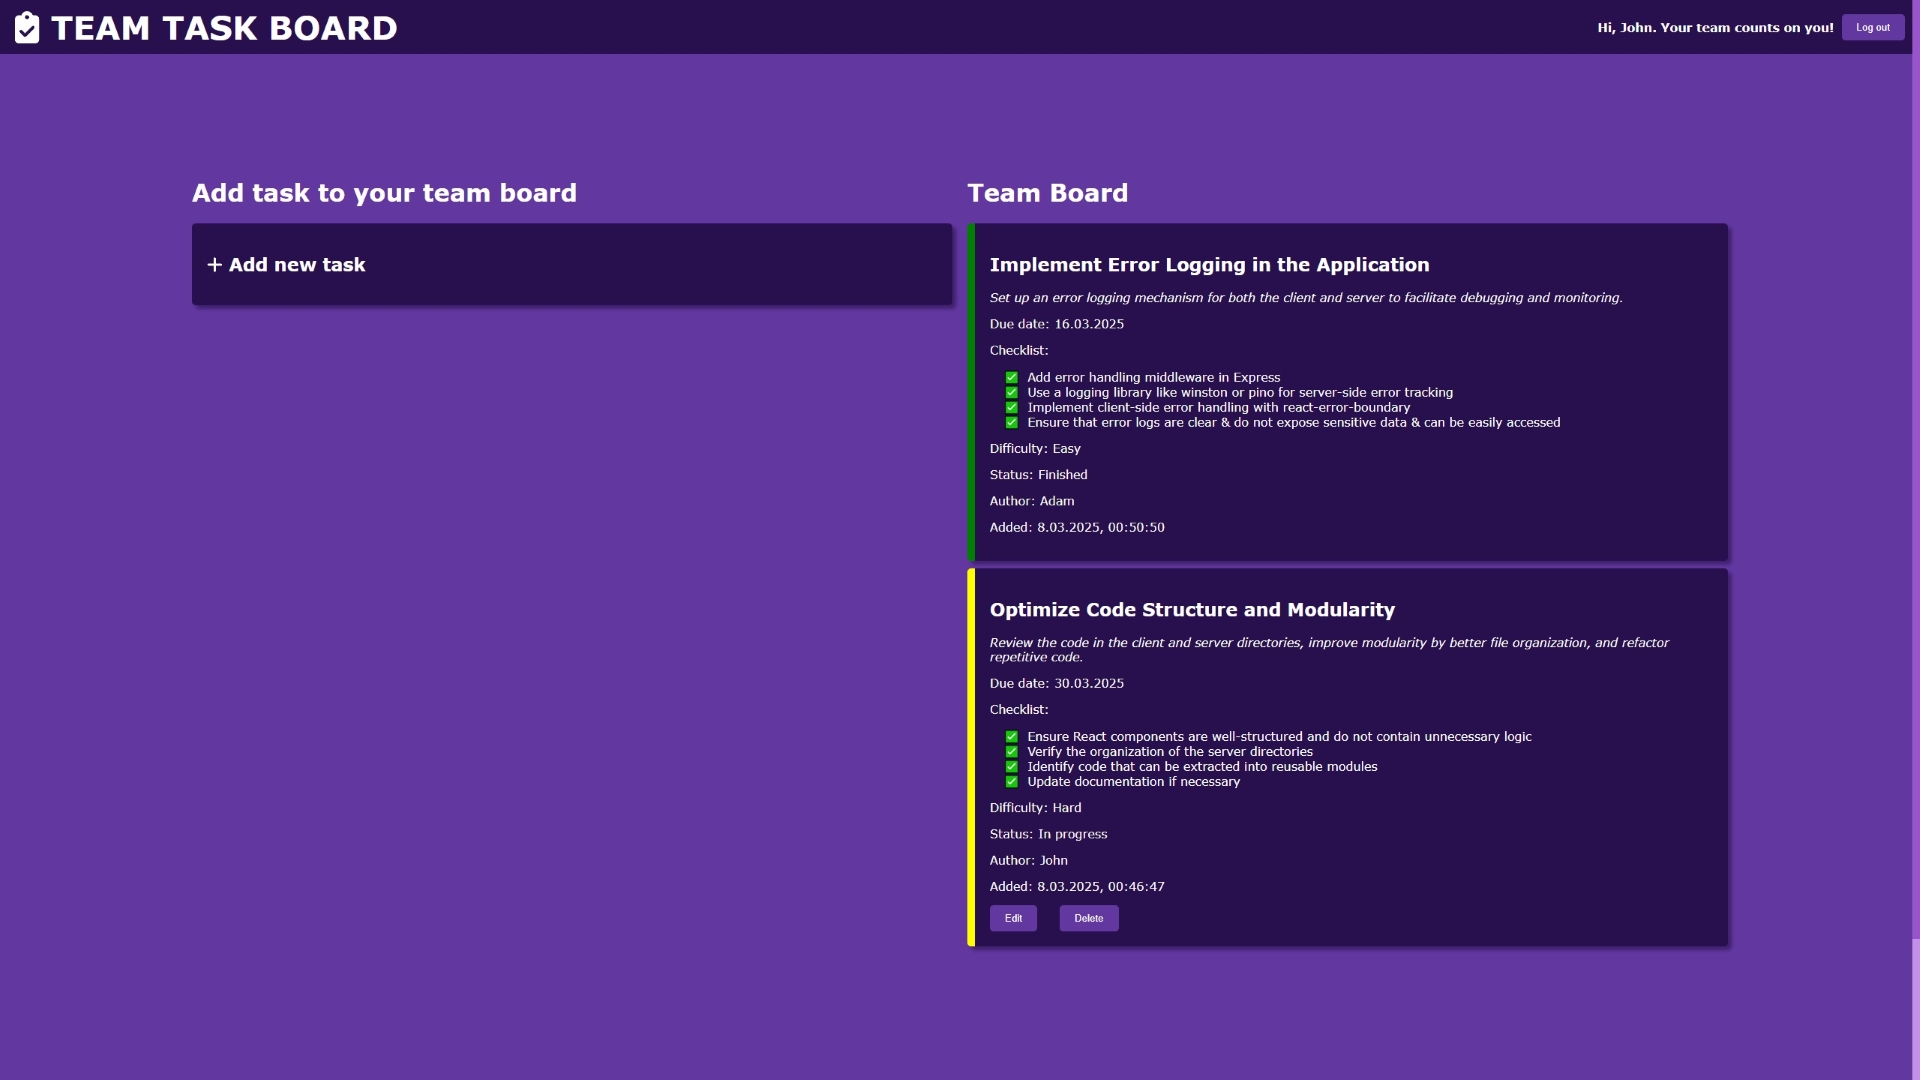 TEAM TASK BOARD
Hi, John. Your team counts on you!
Log out
Add task to your team board
+ Add new task
Team Board
Implement Error Logging in the Application
Set up an error logging mechanism for both the client and server to facilitate debugging and monitoring.
Due date: 16.03.2025
Checklist:
Add error handling middleware in Express
Use a logging library like winston or pino for server-side error tracking
Implement client-side error handling with react-error-boundary
Ensure that error logs are clear & do not expose sensitive data & can be easily accessed
Difficulty: Easy
Status: Finished
Author: Adam
Added: 8.03.2025, 00:50:50
Optimize Code Structure and Modularity
Review the code in the client and server directories, improve modularity by better file organization, and refactor
repetitive code.
Due date: 30.03.2025
Checklist:
Ensure React components are well-structured and do not contain unnecessary logic
Verify the organization of the server directories
Identify code that can be extracted into reusable modules
Update documentation if necessary
Difficulty: Hard
Status: In progress
Author: John
Added: 8.03.2025, 00:46:47
Edit
Delete